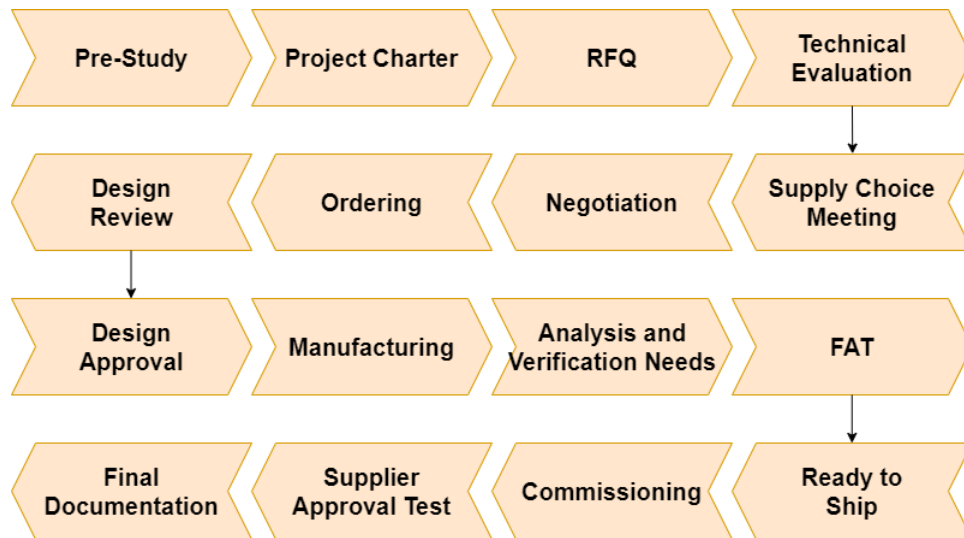 Pre-Study
Project Charter
RFQ
Technical
Evaluation
Supply Choice
Meeting
Negotiation
Ordering
Design
Review
Design
Approval
Manufacturing
Analysis and
Verification Needs
FAT
Ready to
Ship
Commissioning
Supplier
Approval Test
Final
Documentation